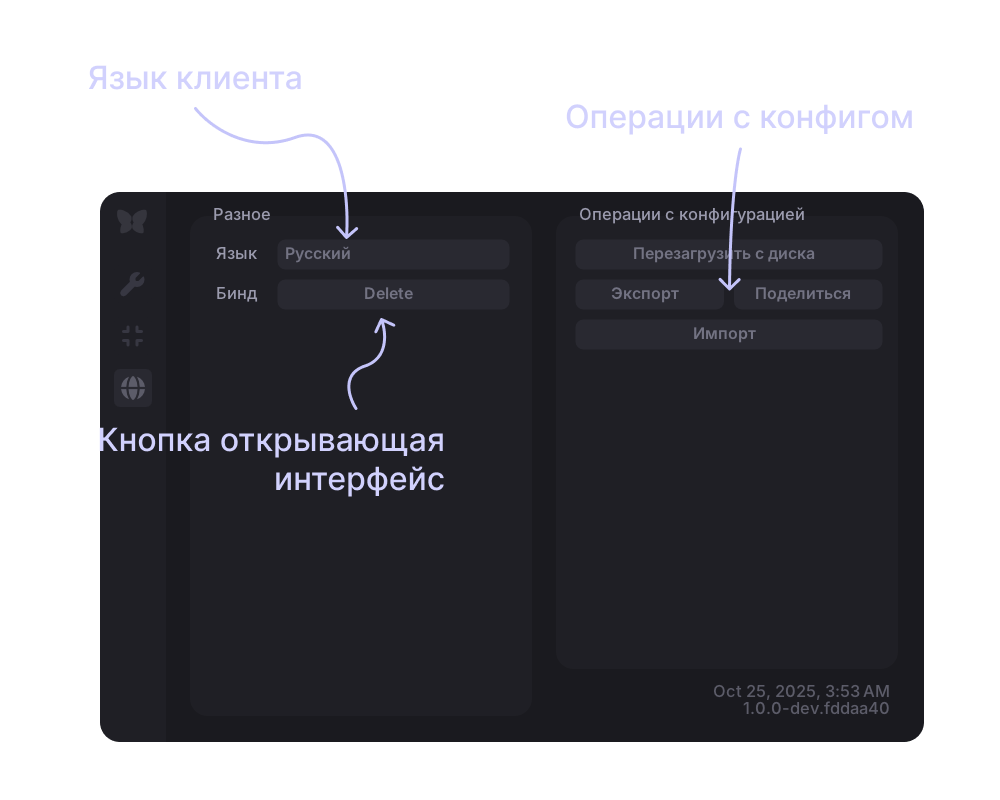 Язык клиента
Операции с конфигом
Разное
Язык
Русский
Бинд
Delete
Кнопка открывающая
интерфейс
Операции с конфигурацией
Перезагрузить с диска
Экспорт
Поделиться
Импорт
Oct 25, 2025, 3:53 AM
1.0.0-dev.fddaa40